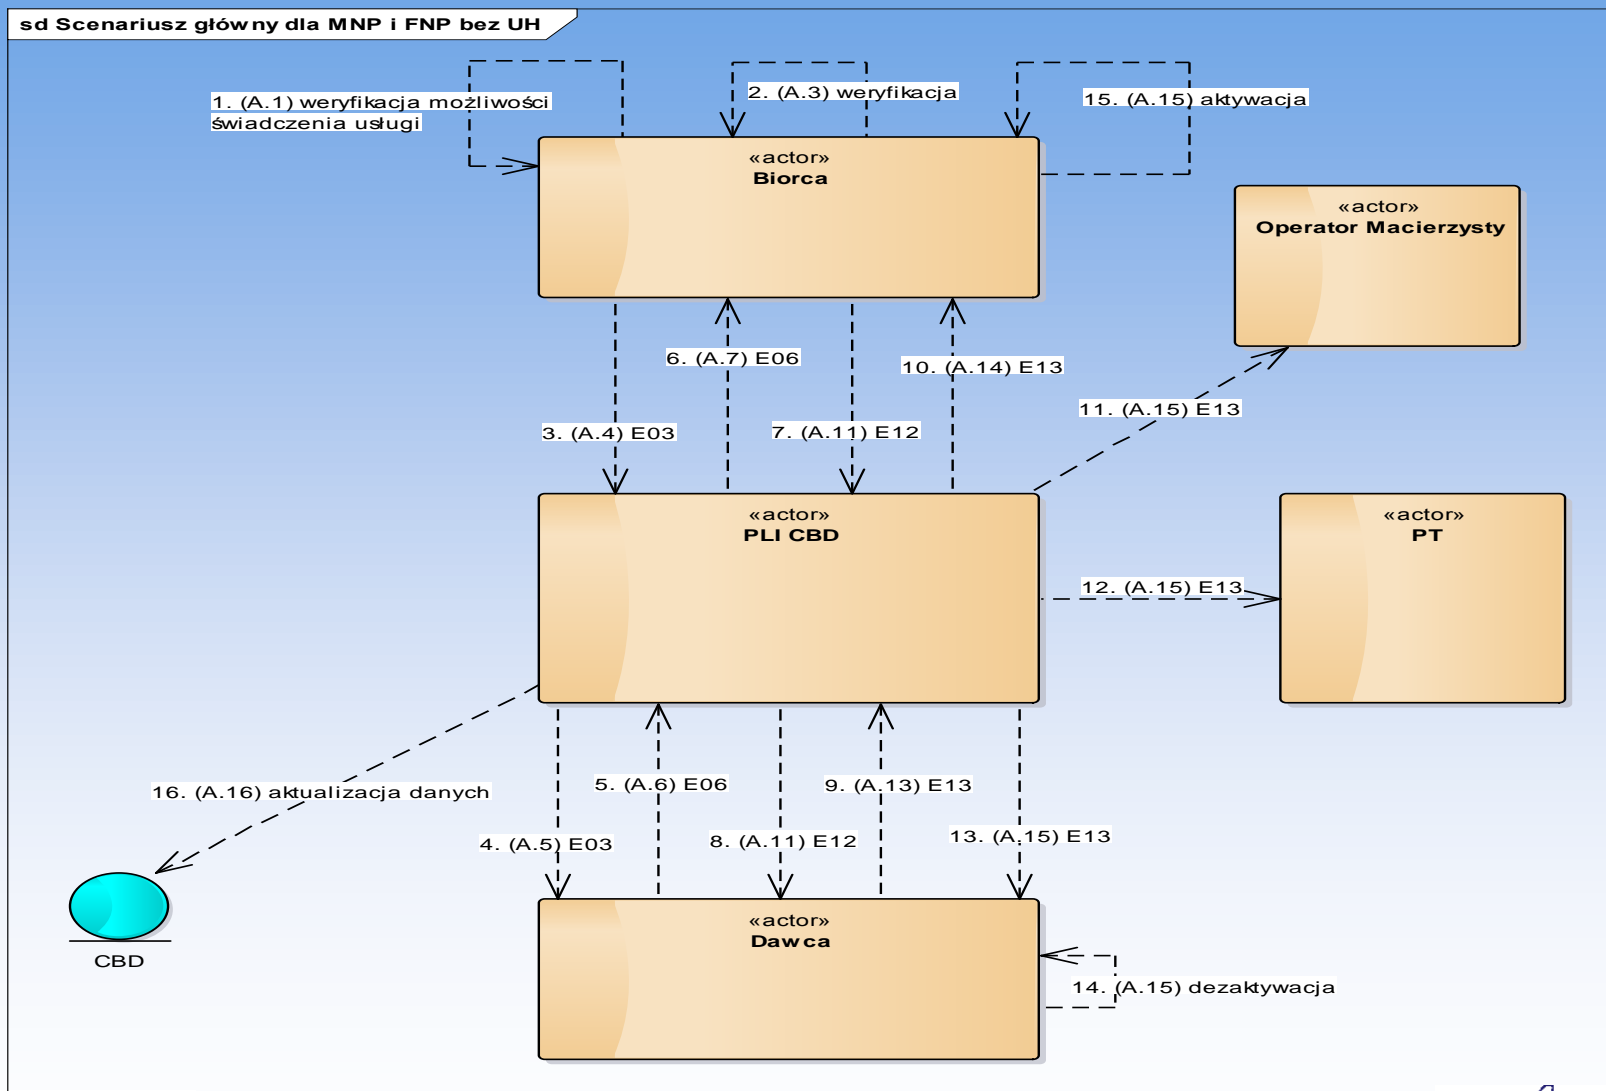 sd Scenariusz główny dla MNP i FNP bez UH
1. (A.1) weryfikacja możliwości
świadczenia usługi
2. (A.3) weryfikacja
15. (A.15) aktywacja
«actor»
Biorca
«actor»
Operator Macierzysty
6. (A.7) E06
10. (A.14) E13
11. (A.15) E13
3. (A.4) E03
7. (A.11) E12
«actor»
PLI CBD
«actor»
PT
12. (A.15) E13
16. (A.16) aktualizacja danych
5. (A.6) E06
9. (A.13) E13
4. (A.5) E03
8. (A.11) E12
13. (A.15) E13
«actor»
Dawca
CBD
14. (A.15) dezaktywacja